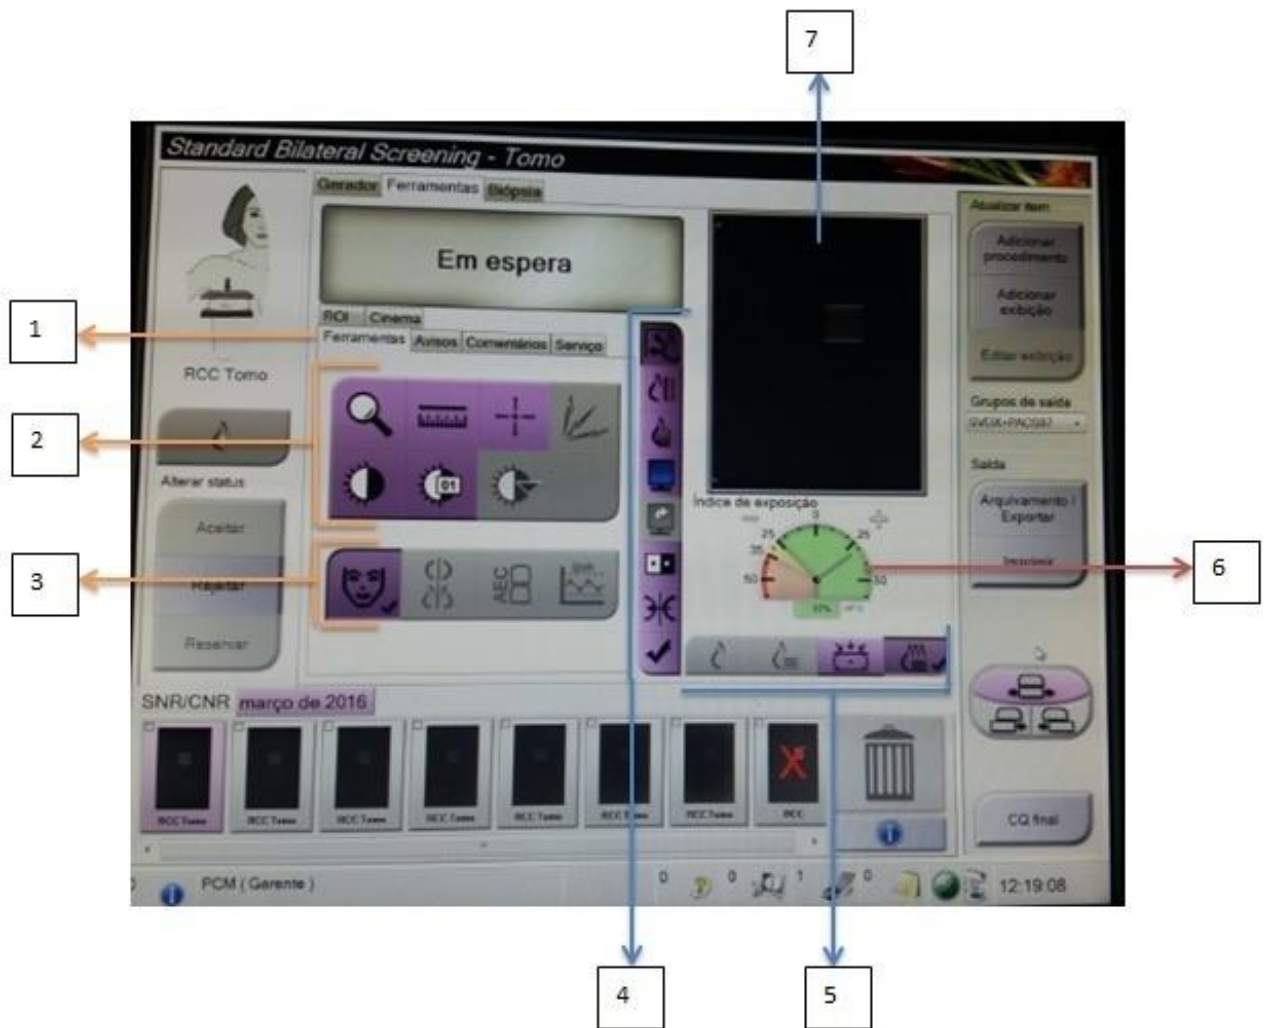 7
Standard Bilateral Screening - Tomo
Gerador Ferramentas Biópsia
Atualizar item
Adicionar procedimento
Em espera
Adicionar exibição
ROI Cinema
1
Ferramentas Avisos Comentários Serviço
Editar exibição
RCC Tomo
Grupos de saída
2
Alterar status
01
Saída
Índice de exposição
Arquivamento / Exportar
Aceitar
5
25
25
35
50
50
Imprimir
6
3
Rejeitar
AEC
SNR
Reservar
SNR/CNR março de 2016
RCC Tomo
RCC Tomo
RCC Tomo
RCC Tomo
RCC Tomo
RCC Tomo
RCC Tomo
RCC
CQ final
PCM ( Gerente )
0
0
1
0
12:19:08
4
5